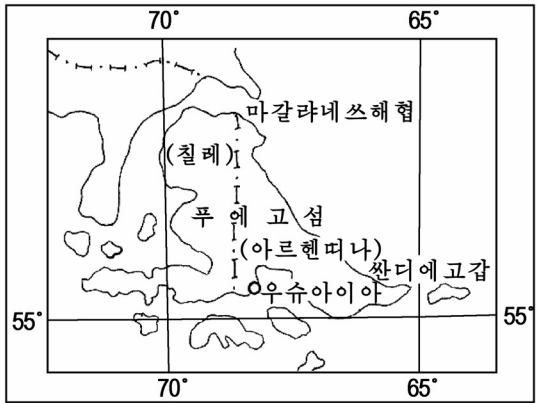 70° 65°
마갈랴네쓰해협
(칠레)
푸에고섬
(아르헨띠나)
싼디에고갑
우슈아이아
55° 55°
70° 65°